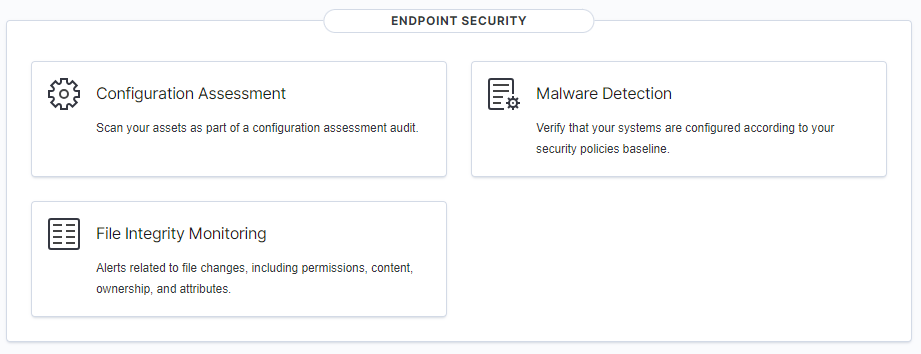 ENDPOINT SECURITY
Configuration Assessment
Scan your assets as part of a configuration assessment audit.
Malware Detection
Verify that your systems are configured according to your
security policies baseline.
File Integrity Monitoring
Alerts related to file changes, including permissions, content,
ownership, and attributes.